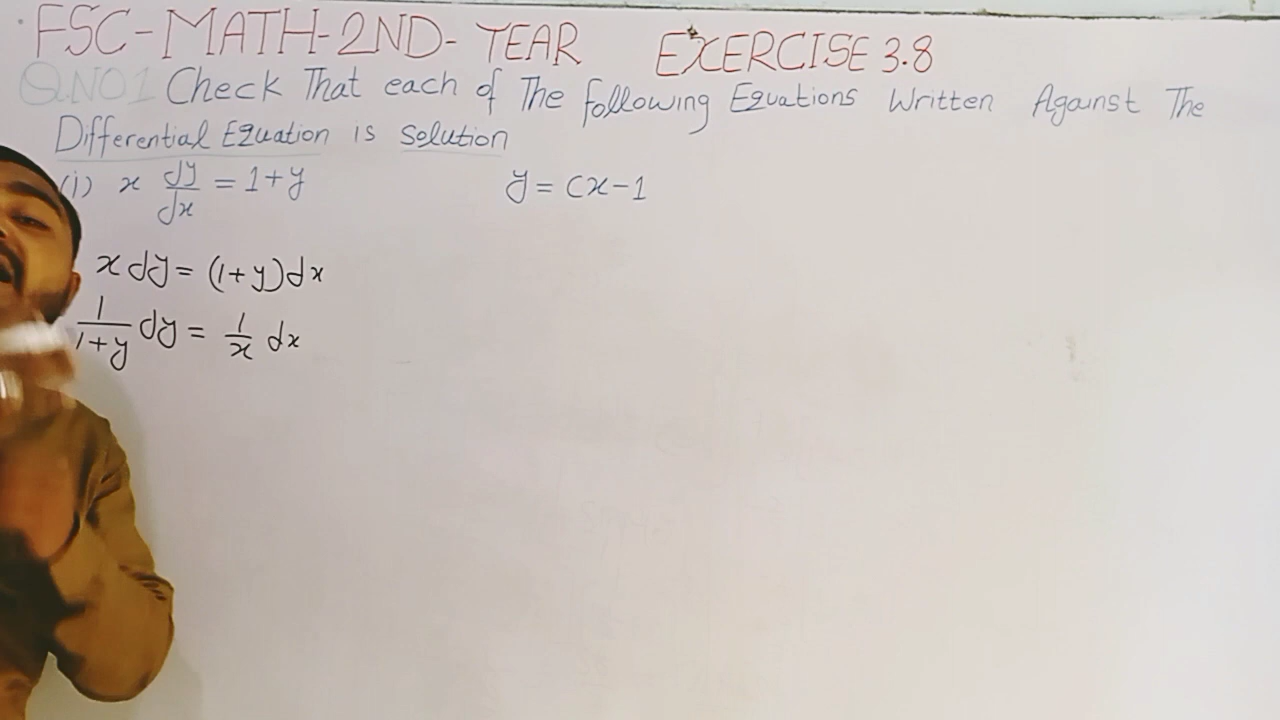 FSC-MATH-2ND-YEAR EXERCISE 3.8
Q.NO1 Check That each of The following Equations Written Against The
Differential Equation is Solution
(i) x dy/dx = 1+y y = cx-1
x dy = (1+y)dx
1/1+y dy = 1/x dx